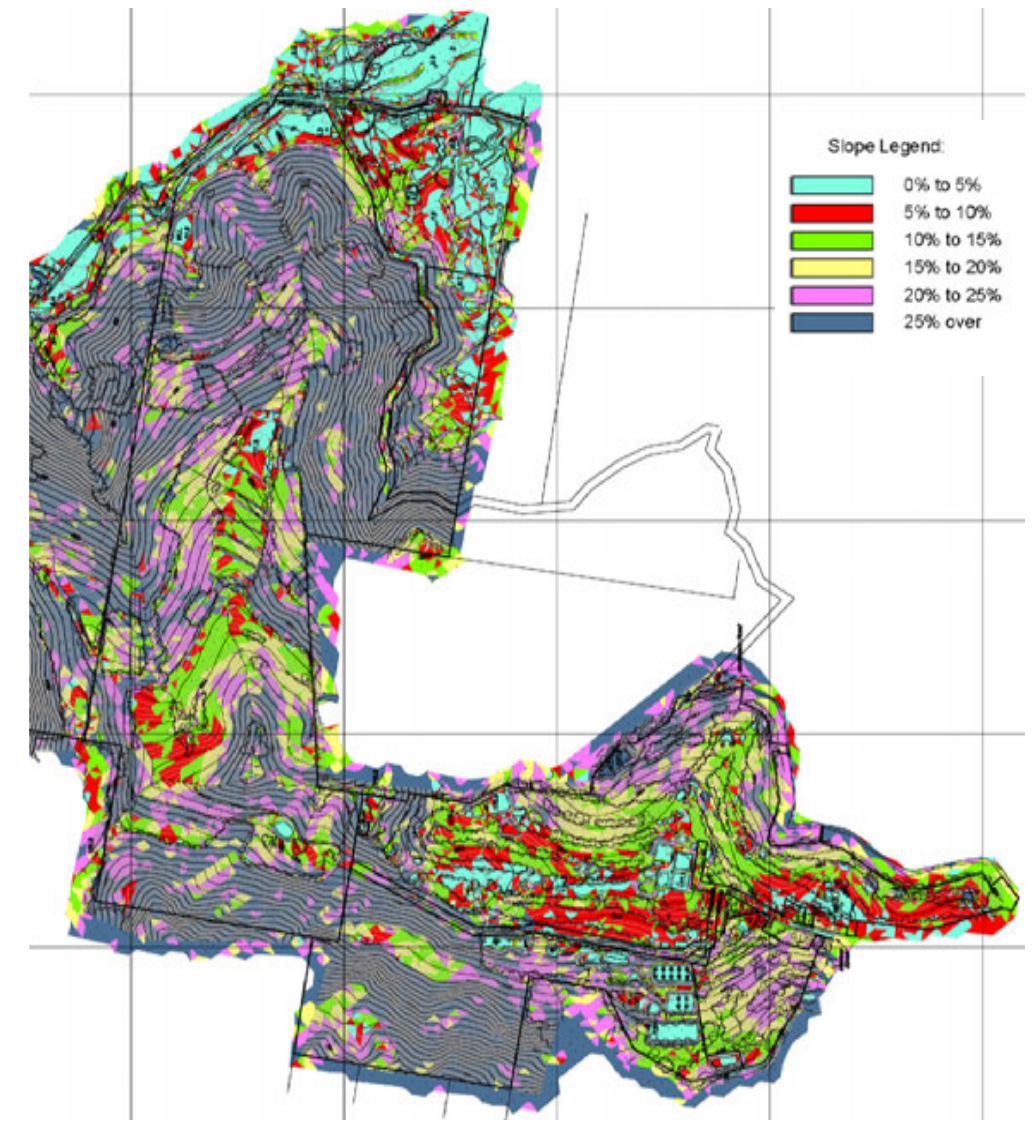 Slope Legend:
0% to 5%
5% to 10%
10% to 15%
15% to 20%
20% to 25%
25% over